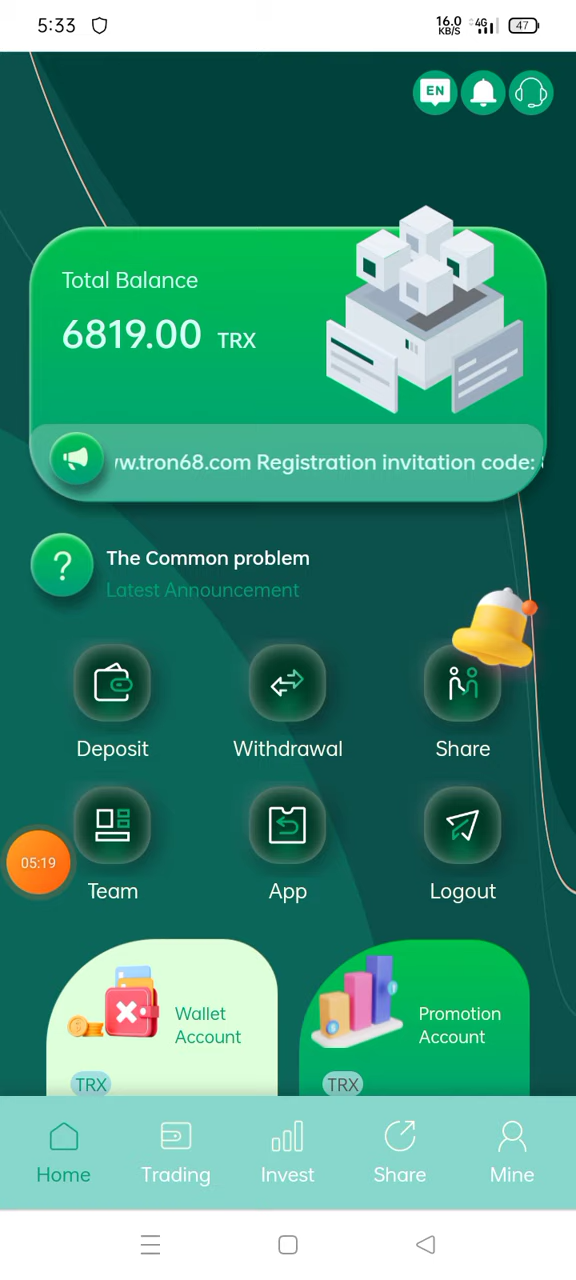 5:33
16.0
KB/S
4G
47
EN
Total Balance
6819.00 TRX
.tron68.com Registration invitation code:
?
The Common problem
Latest Announcement
Deposit
Withdrawal
Share
Team
App
Logout
05:19
Wallet
Account
TRX
Promotion
Account
TRX
Home
Trading
Invest
Share
Mine